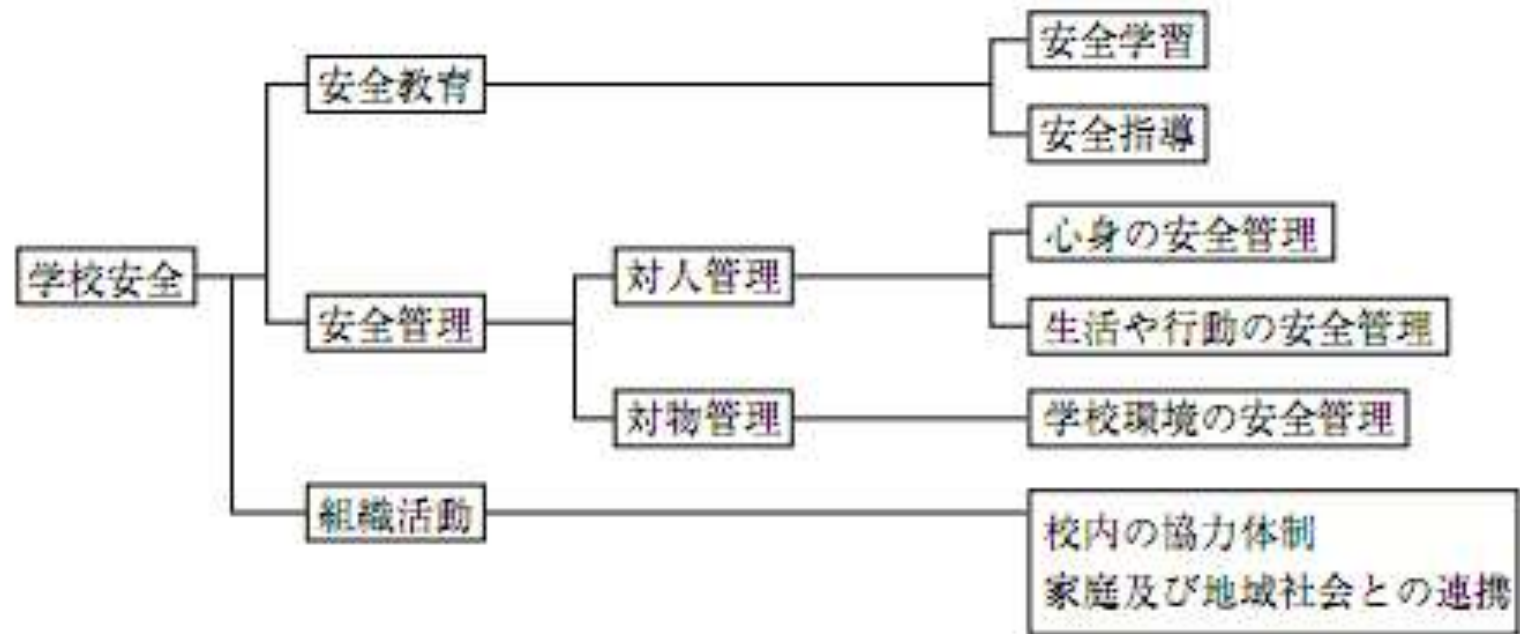 学校安全
安全教育
安全学習
安全指導
安全管理
対人管理
心身の安全管理
生活や行動の安全管理
対物管理
学校環境の安全管理
組織活動
校内の協力体制
家庭及び地域社会との連携